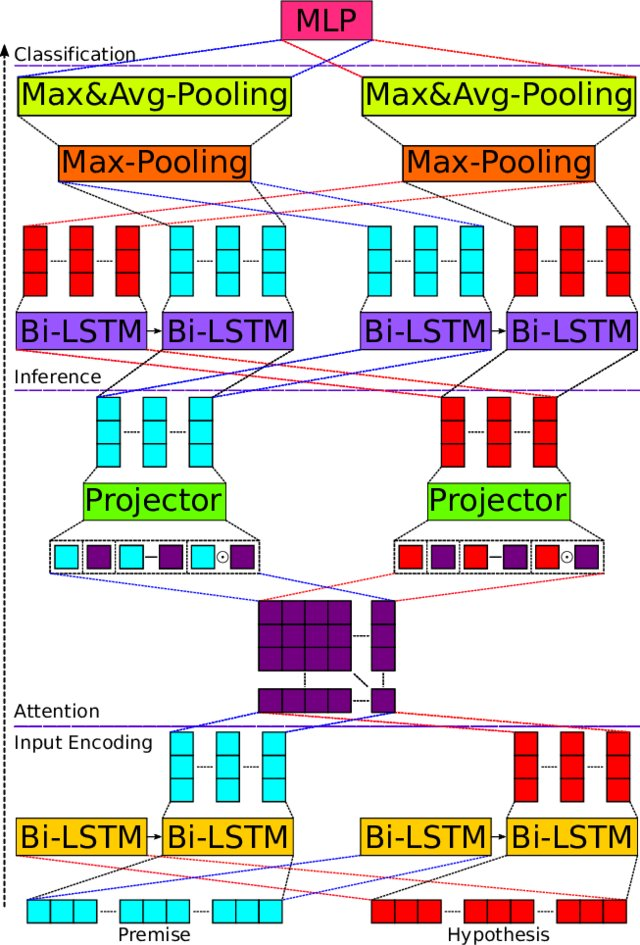 MLP
Classification
Max&Avg-Pooling Max&Avg-Pooling
Max-Pooling Max-Pooling
Bi-LSTM Bi-LSTM Bi-LSTM Bi-LSTM
Inference
Projector Projector
Attention
Input Encoding
Bi-LSTM Bi-LSTM Bi-LSTM Bi-LSTM
Premise Hypothesis